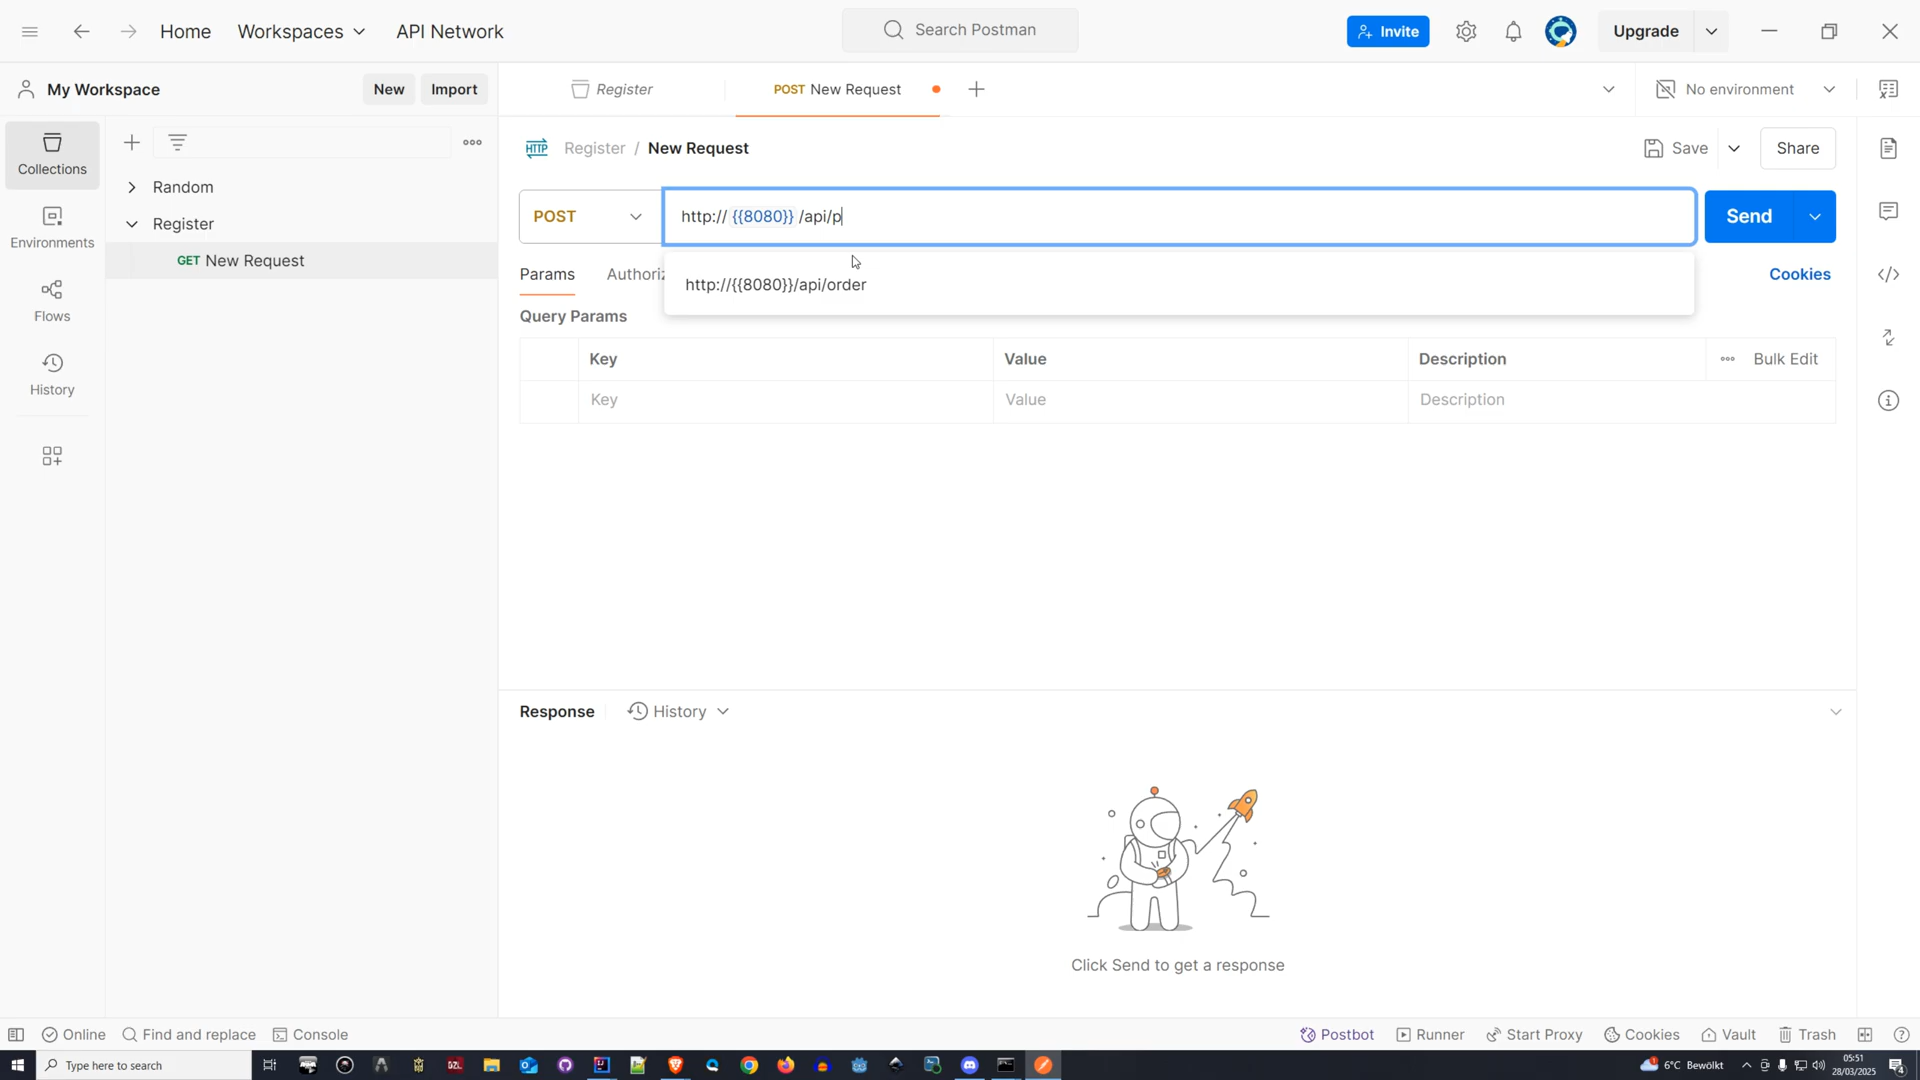 Home
Workspaces
API Network
Search Postman
Invite
Upgrade
My Workspace
New
Import
Register
POST New Request
No environment
Collections
Random
Register
GET New Request
Environments
Flows
History
HTTP Register / New Request
Save
Share
POST
http:// {{8080}} /api/p
Send
http://{{8080}}/api/order
Params
Authoriz
Cookies
Query Params
Key
Value
Description
Bulk Edit
Key
Value
Description
Response
History
Click Send to get a response
Online
Find and replace
Console
Postbot
Runner
Start Proxy
Cookies
Vault
Trash
Type here to search
DZL
6°C Bewölkt
05:51
28/03/2025